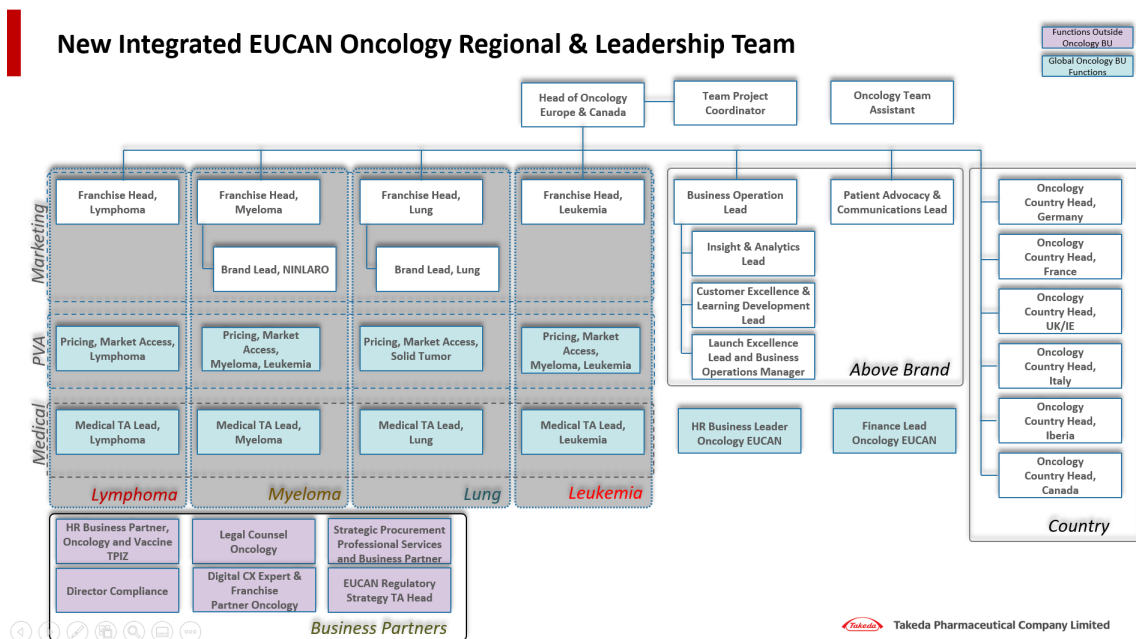 New Integrated EUCAN Oncology Regional & Leadership Team
Functions Outside
Oncology BU
Global Oncology BU
Functions
Head of Oncology
Europe & Canada
Team Project
Coordinator
Oncology Team
Assistant
Marketing
PVA
Medical
Franchise Head,
Lymphoma
Franchise Head,
Myeloma
Franchise Head,
Lung
Franchise Head,
Leukemia
Brand Lead, NINLARO
Brand Lead, Lung
Pricing, Market Access,
Lymphoma
Pricing, Market
Access,
Myeloma, Leukemia
Pricing, Market Access,
Solid Tumor
Pricing, Market
Access,
Myeloma, Leukemia
Medical TA Lead,
Lymphoma
Medical TA Lead,
Myeloma
Medical TA Lead,
Lung
Medical TA Lead,
Leukemia
Lymphoma
Myeloma
Lung
Leukemia
Business Operation
Lead
Patient Advocacy &
Communications Lead
Insight & Analytics
Lead
Customer Excellence &
Learning Development
Lead
Launch Excellence
Lead and Business
Operations Manager
Above Brand
HR Business Leader
Oncology EUCAN
Finance Lead
Oncology EUCAN
Oncology
Country Head,
Germany
Oncology
Country Head,
France
Oncology
Country Head,
UK/IE
Oncology
Country Head,
Italy
Oncology
Country Head,
Iberia
Oncology
Country Head,
Canada
Country
HR Business Partner,
Oncology and Vaccine
TPIZ
Legal Counsel
Oncology
Strategic Procurement
Professional Services
and Business Partner
Director Compliance
Digital CX Expert &
Franchise
Partner Oncology
EUCAN Regulatory
Strategy TA Head
Business Partners
Takeda
Takeda Pharmaceutical Company Limited